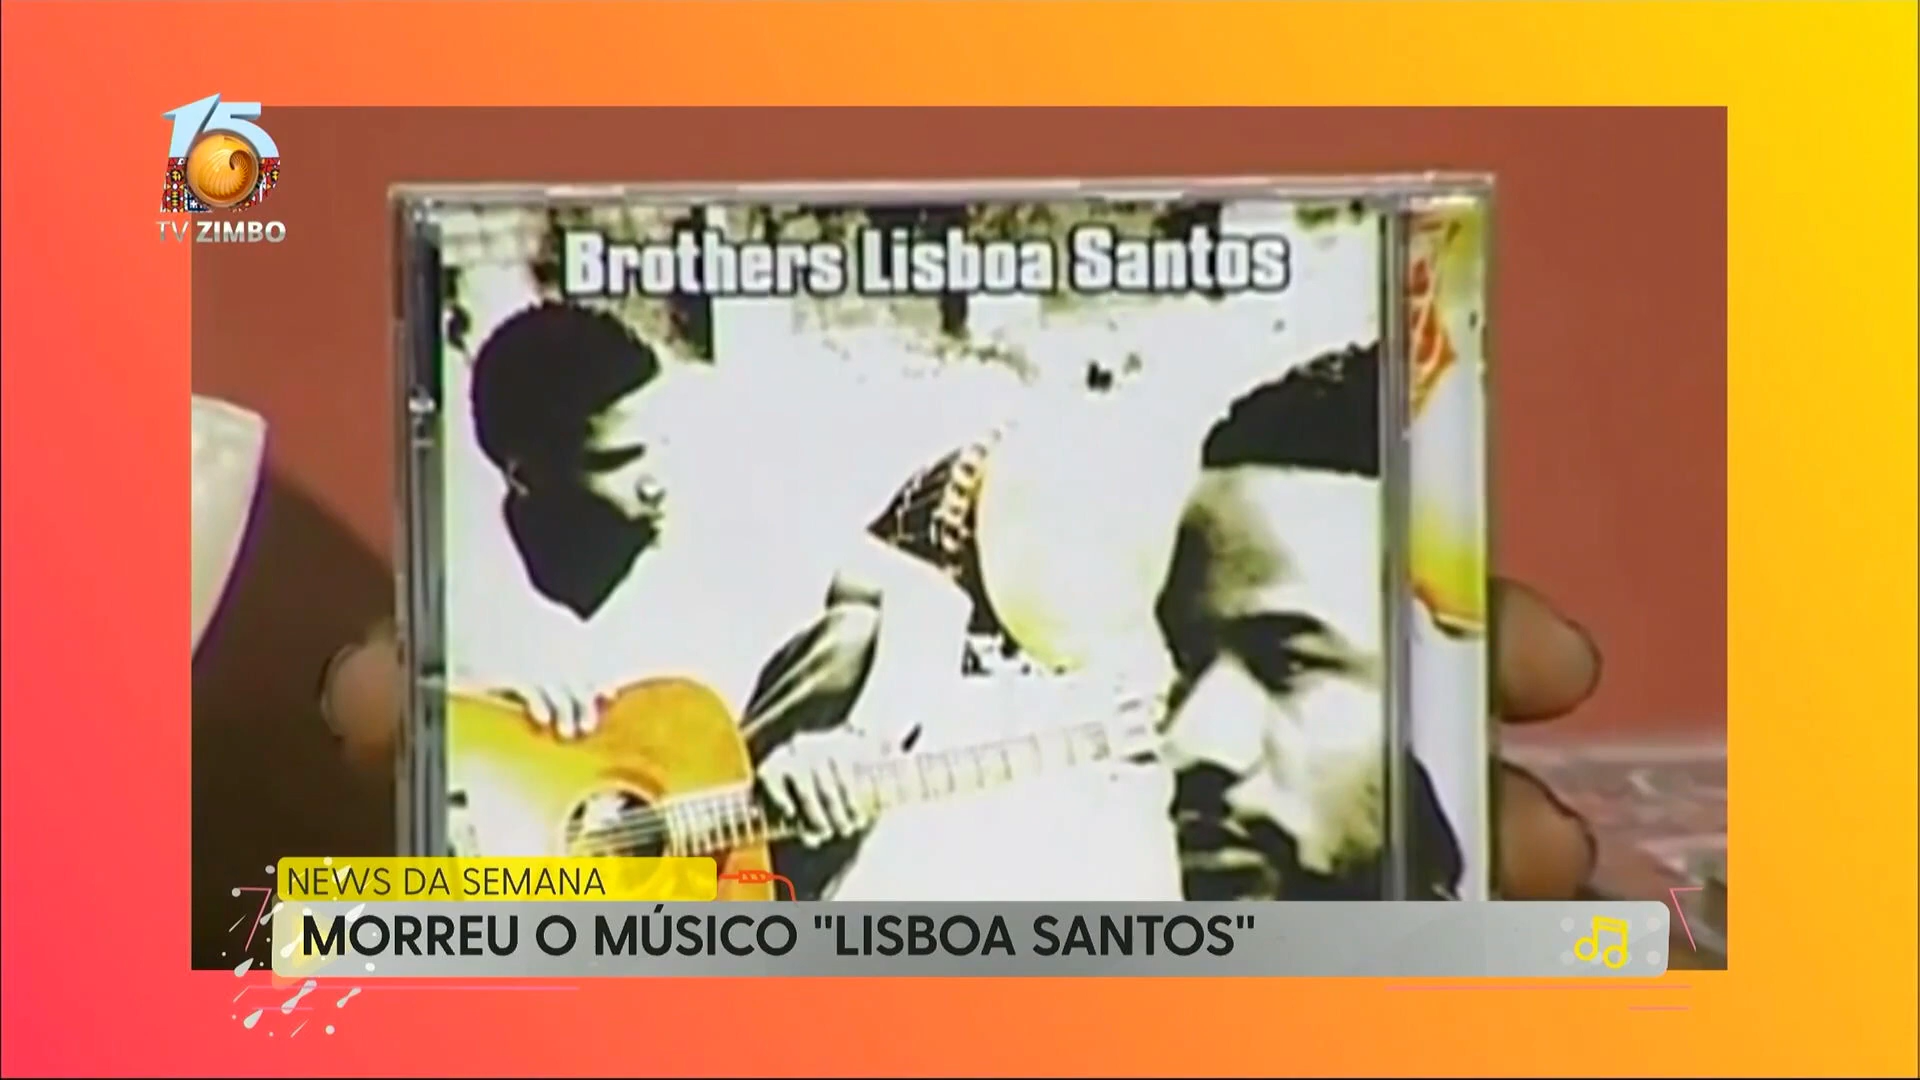 15
TV ZIMBO
Brothers Lisboa Santos
NEWS DA SEMANA
MORREU O MÚSICO "LISBOA SANTOS"